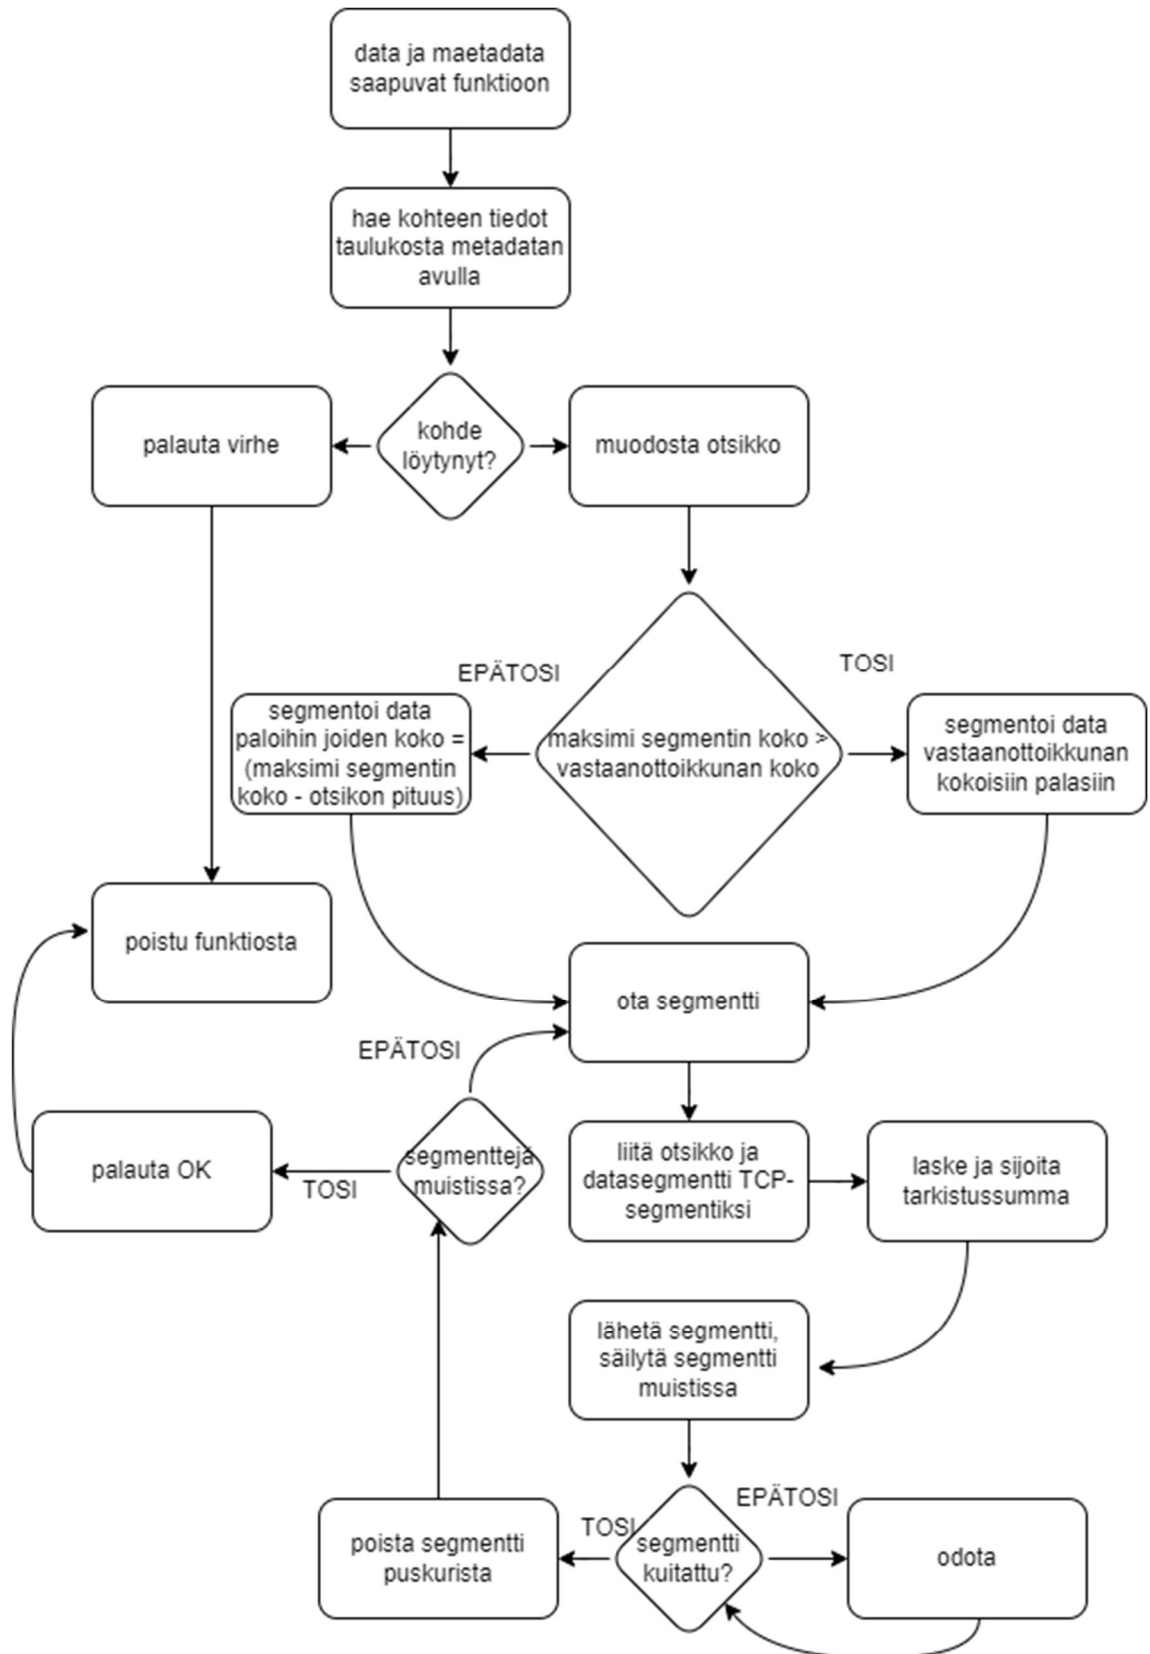 data ja maetadata
saapuvat funktioon
hae kohteen tiedot
taulukosta metadatan
avulla
palauta virhe
kohde
löytynyt?
muodosta otsikko
EPÄTOSI
TOSI
segmentoi data
paloihin joiden koko =
(maksimi segmentin
koko - otsikon pituus)
maksimi segmentin koko >
vastaanottoikkunan koko
segmentoi data
vastaanottoikkunan
kokoisiin palasiin
poistu funktiosta
ota segmentti
EPÄTOSI
palauta OK
TOSI
segmenttejä
muistissa?
liitä otsikko ja
datasegmentti TCP-
segmentiksi
laske ja sijoita
tarkistussumma
lähetä segmentti,
säilytä segmentti
muistissa
poista segmentti
puskurista
TOSI
segmentti
kuitattu?
EPÄTOSI
odota